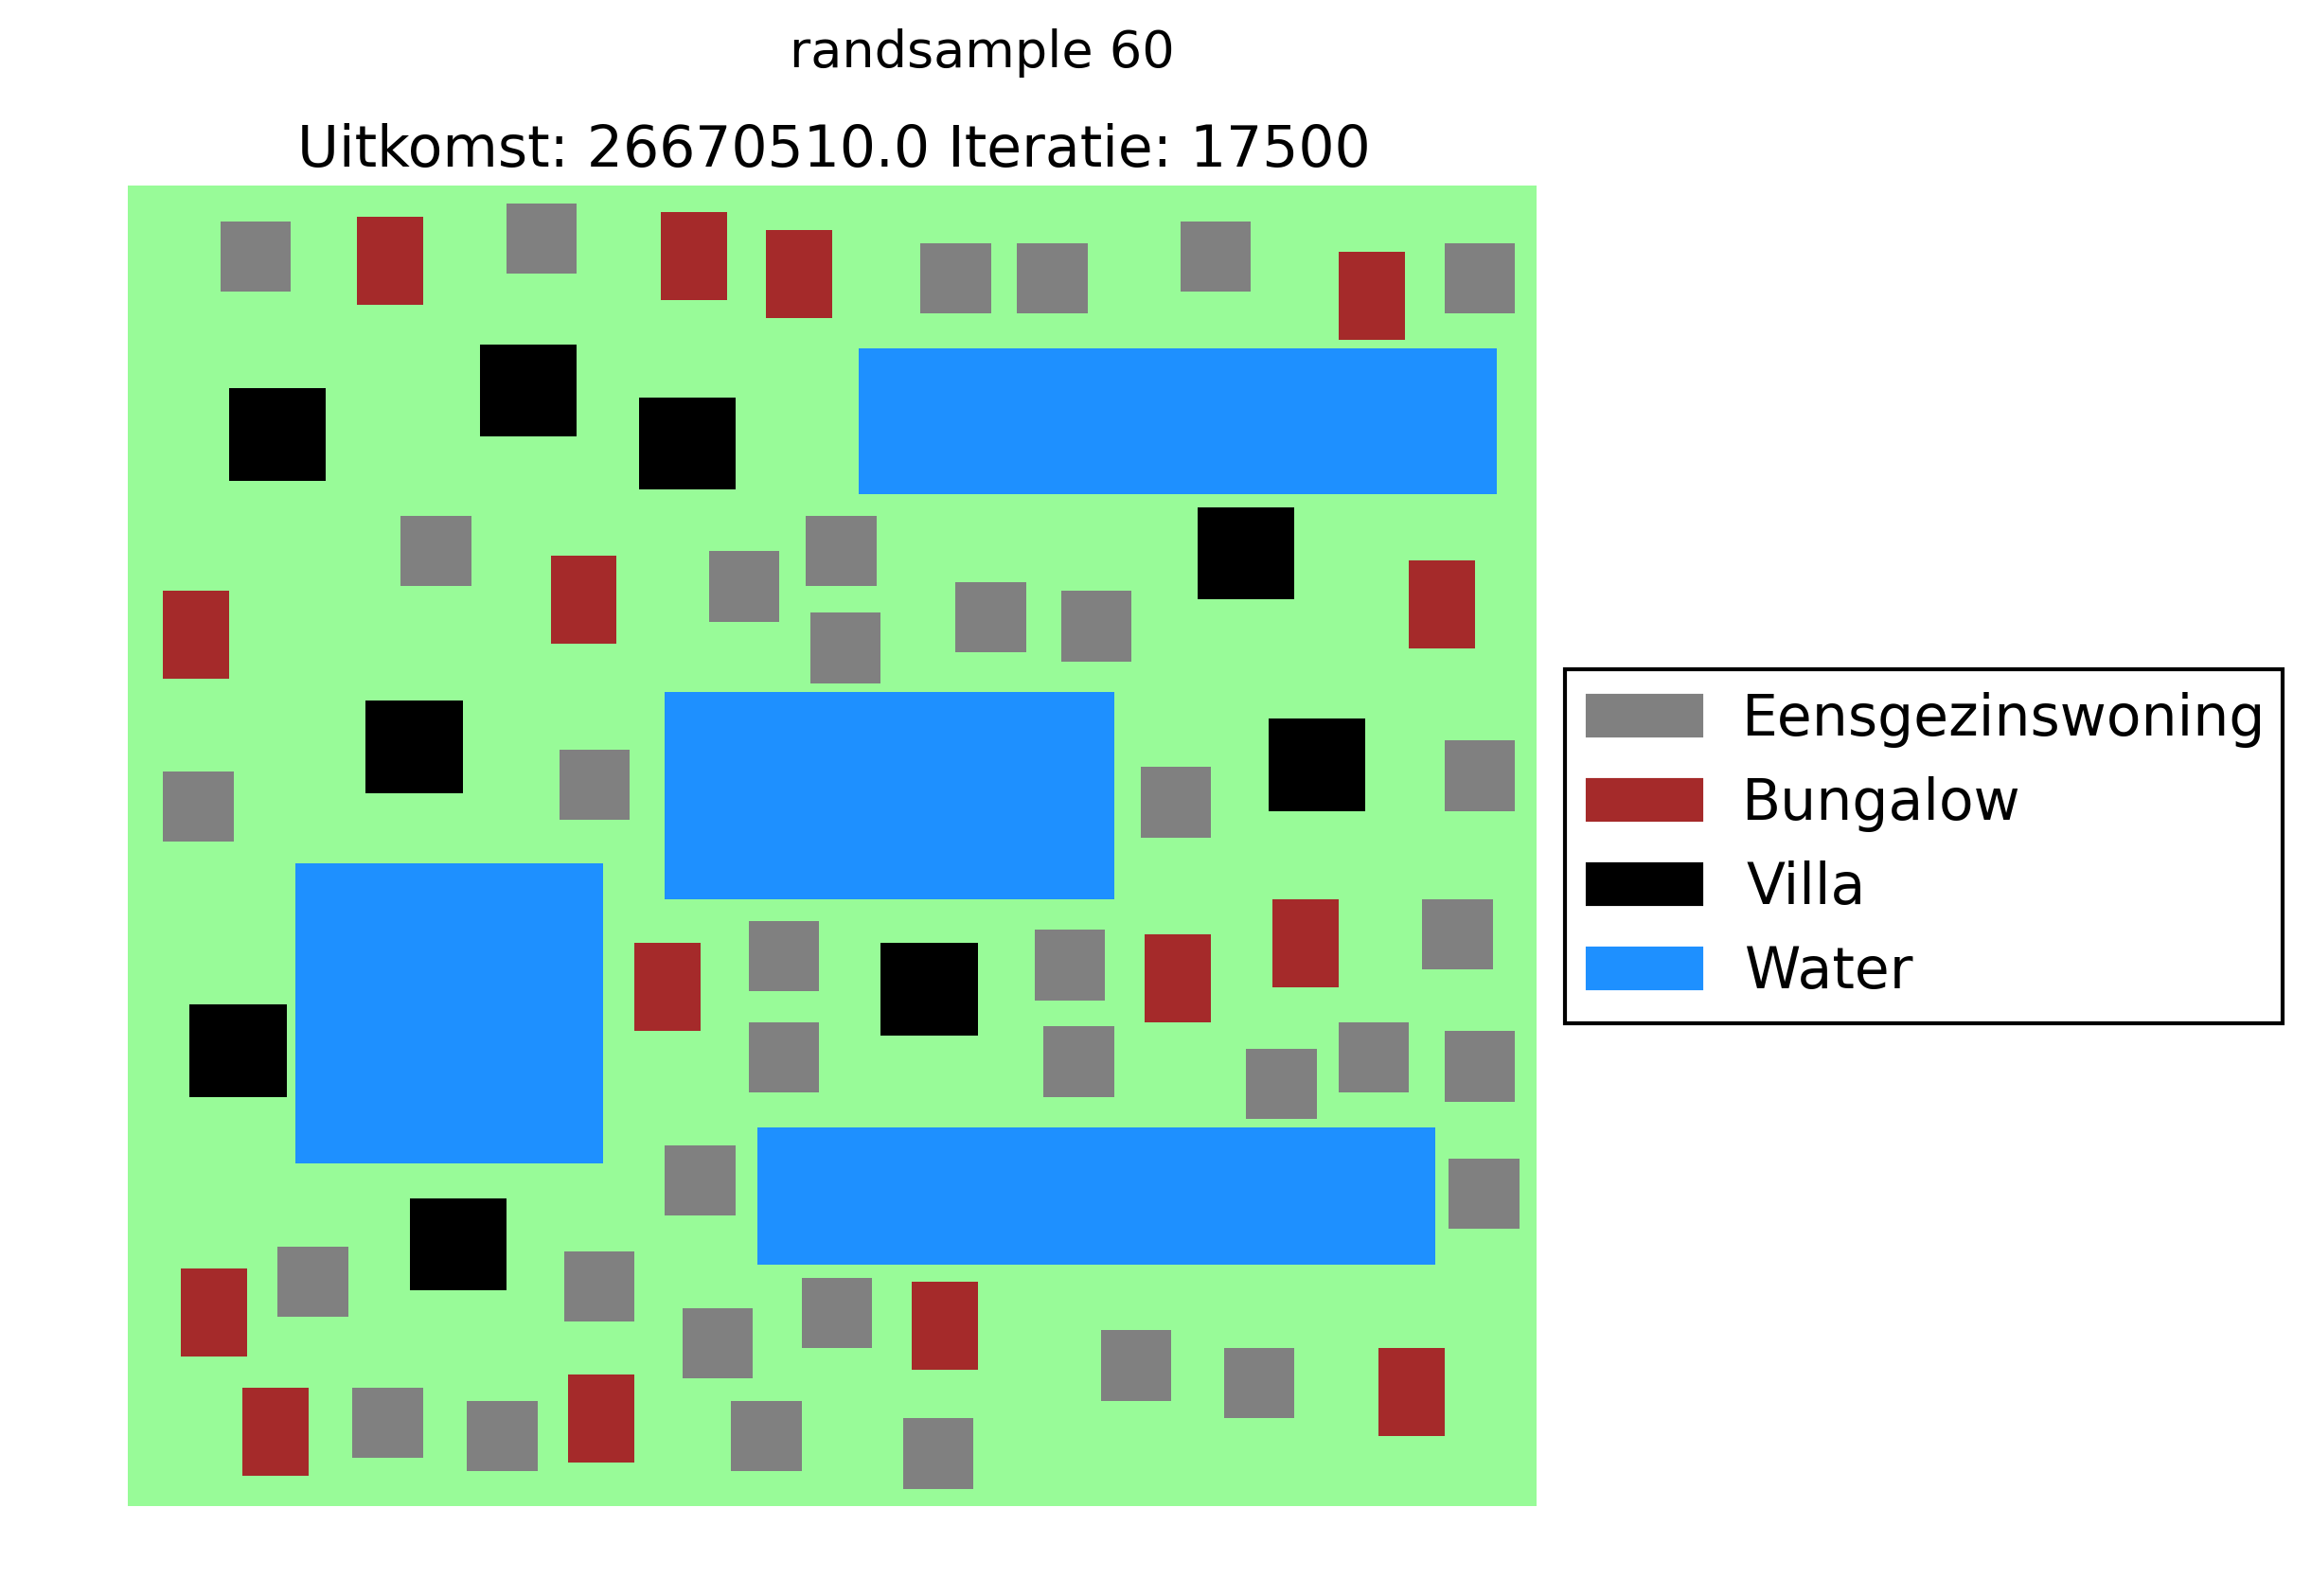 randsample 60
Uitkomst: 26670510.0 Iteratie: 17500
Eensgezinswoning
Bungalow
Villa
Water